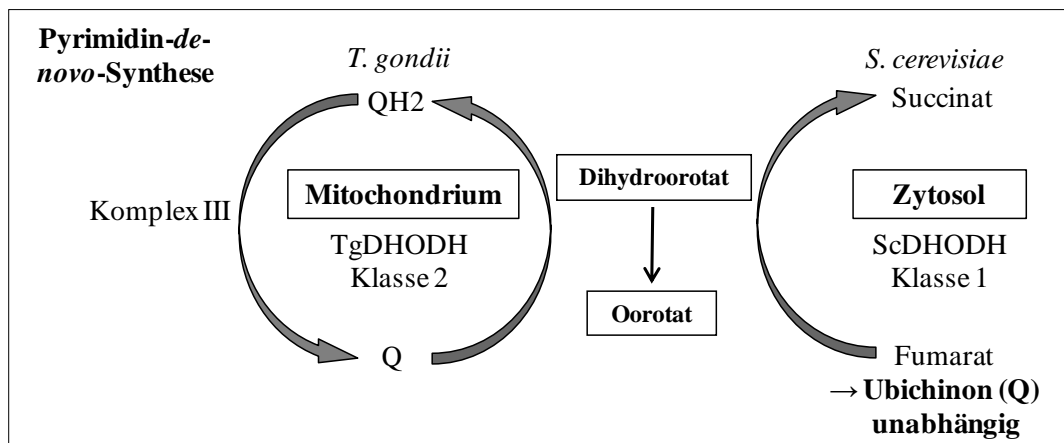 Pyrimidin-de-
novo-Synthese
T. gondii
QH2
Komplex III
Mitochondrium
TgDHODH
Klasse 2
Q
Dihydroorotat
Oorotat
S. cerevisiae
Succinat
Zytosol
ScDHODH
Klasse 1
Fumarat
→ Ubichinon (Q)
unabhängig